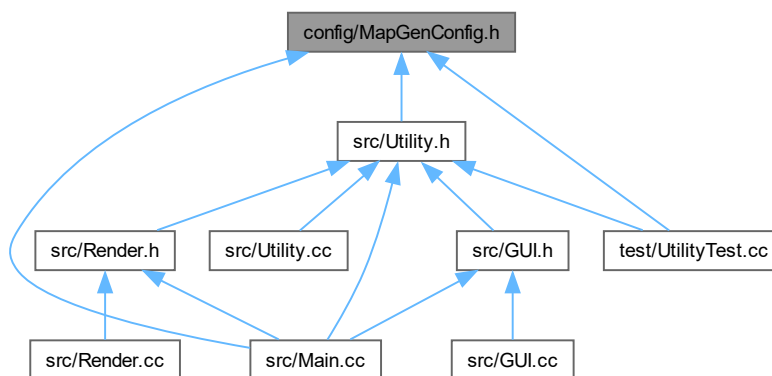 config/MapGenConfig.h
src/Utility.h
src/Render.h
src/Utility.cc
src/GUI.h
test/UtilityTest.cc
src/Render.cc
src/Main.cc
src/GUI.cc